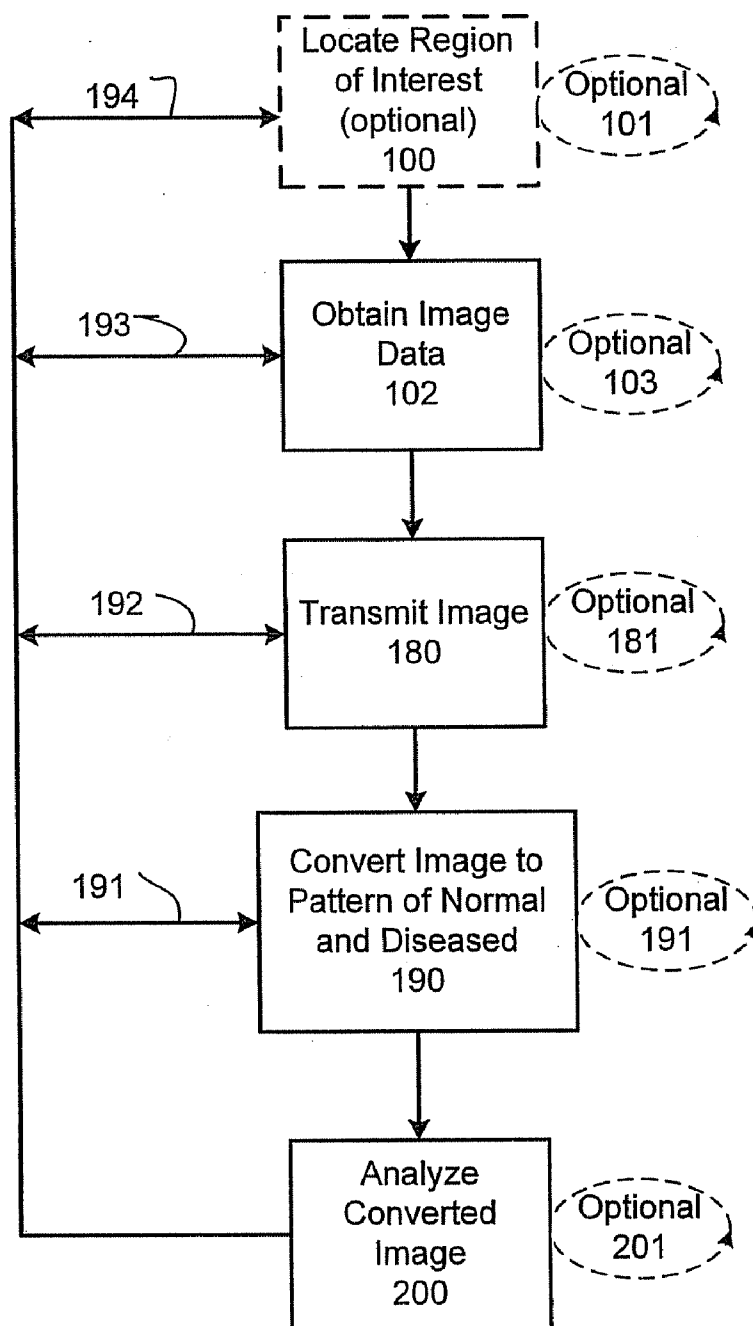 Locate Region
of Interest
(optional)
100
Optional
101
194
Obtain Image
Data
102
Optional
103
193
Transmit Image
180
Optional
181
192
Convert Image to
Pattern of Normal
and Diseased
190
Optional
191
191
Analyze
Converted
Image
200
Optional
201